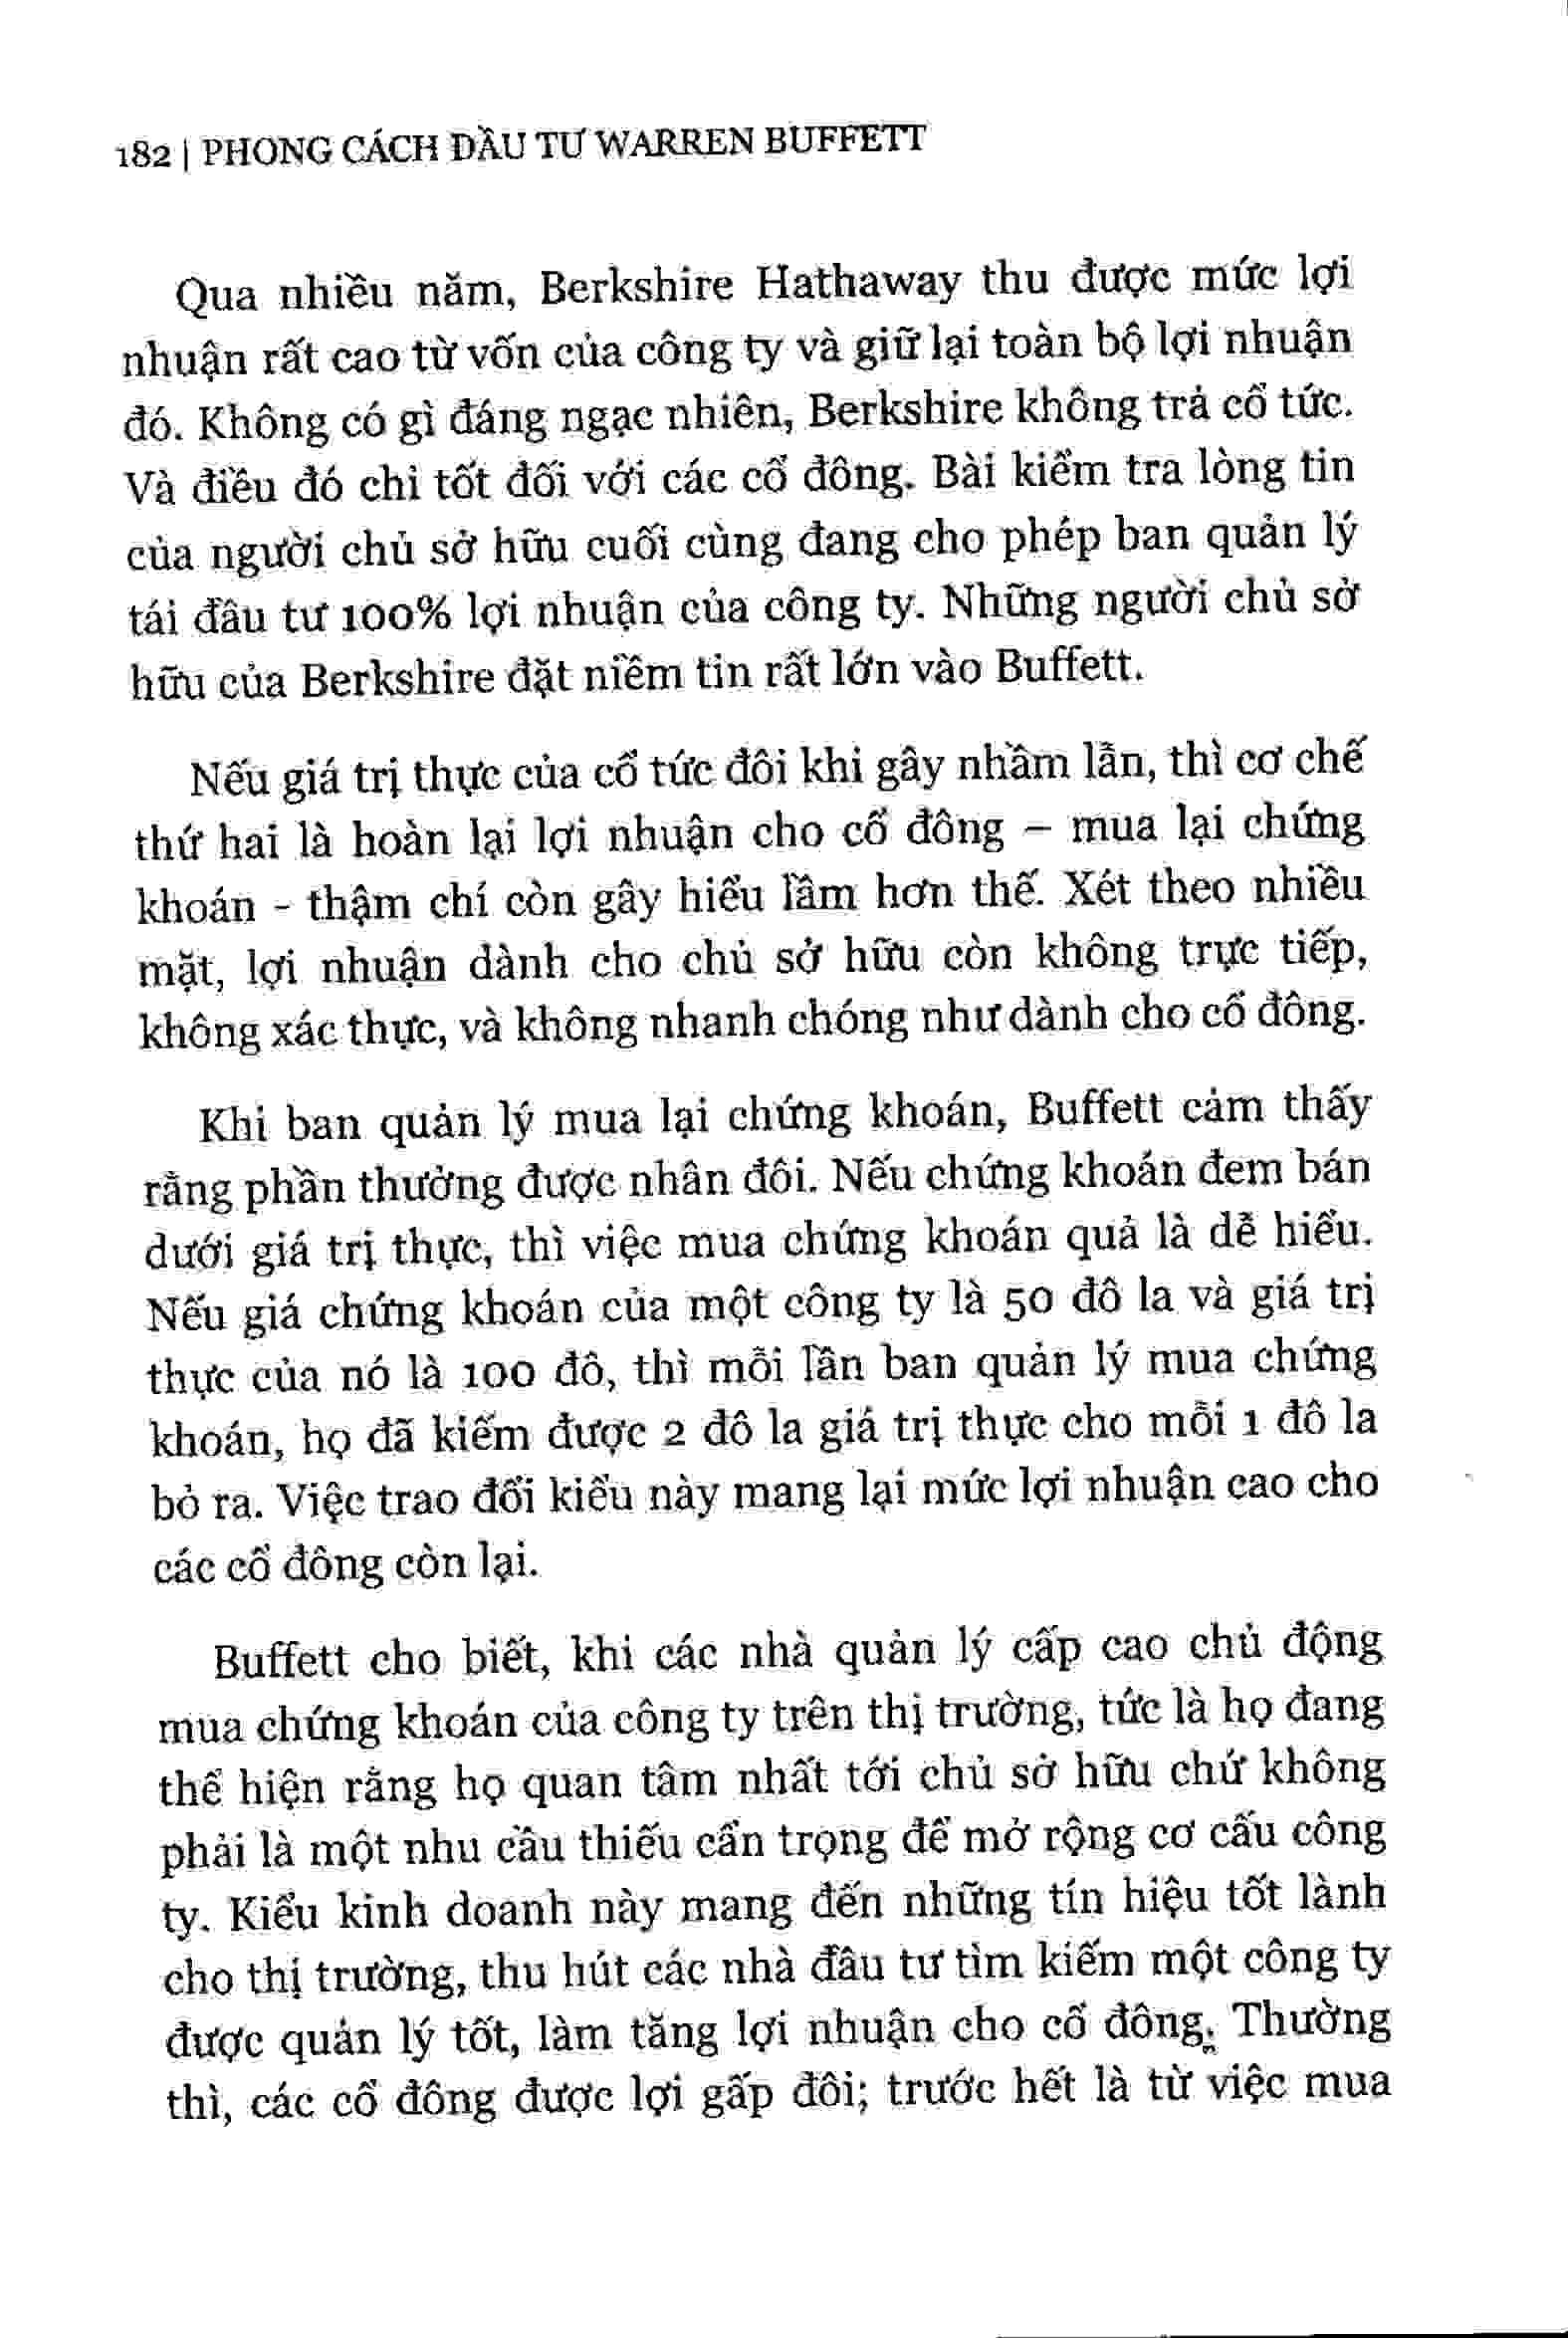 182 | PHONG CÁCH ĐẦU TƯ WARREN BUFFETT
Qua nhiều năm, Berkshire Hathaway thu được mức lợi
nhuận rất cao từ vốn của công ty và giữ lại toàn bộ lợi nhuận
đó. Không có gì đáng ngạc nhiên, Berkshire không trả cổ tức.
Và điều đó chỉ tốt đối với các cổ đông. Bài kiểm tra lòng tin
của người chủ sở hữu cuối cùng đang cho phép ban quản lý
tái đầu tư 100% lợi nhuận của công ty. Những người chủ sở
hữu của Berkshire đặt niềm tin rất lớn vào Buffett.
Nếu giá trị thực của cổ tức đôi khi gây nhầm lẫn, thì cơ chế
thứ hai là hoàn lại lợi nhuận cho cổ đông – mua lại chứng
khoán - thậm chí còn gây hiểu lầm hơn thế. Xét theo nhiều
mặt, lợi nhuận dành cho chủ sở hữu còn không trực tiếp,
không xác thực, và không nhanh chóng như dành cho cổ đông.
Khi ban quản lý mua lại chứng khoán, Buffett cảm thấy
rằng phần thưởng được nhân đôi. Nếu chứng khoán đem bán
dưới giá trị thực, thì việc mua chứng khoán quả là dễ hiểu.
Nếu giá chứng khoán của một công ty là 50 đô la và giá trị
thực của nó là 100 đô, thì mỗi lần ban quản lý mua chứng
khoán, họ đã kiếm được 2 đô la giá trị thực cho mỗi 1 đô la
bỏ ra. Việc trao đổi kiểu này mang lại mức lợi nhuận cao cho
các cổ đông còn lại.
Buffett cho biết, khi các nhà quản lý cấp cao chủ động
mua chứng khoán của công ty trên thị trường, tức là họ đang
thể hiện rằng họ quan tâm nhất tới chủ sở hữu chứ không
phải là một nhu cầu thiếu cẩn trọng để mở rộng cơ cấu công
ty. Kiểu kinh doanh này mang đến những tín hiệu tốt lành
cho thị trường, thu hút các nhà đầu tư tìm kiếm một công ty
được quản lý tốt, làm tăng lợi nhuận cho cổ đông. Thường
thì, các cổ đông được lợi gấp đôi; trước hết là từ việc mua